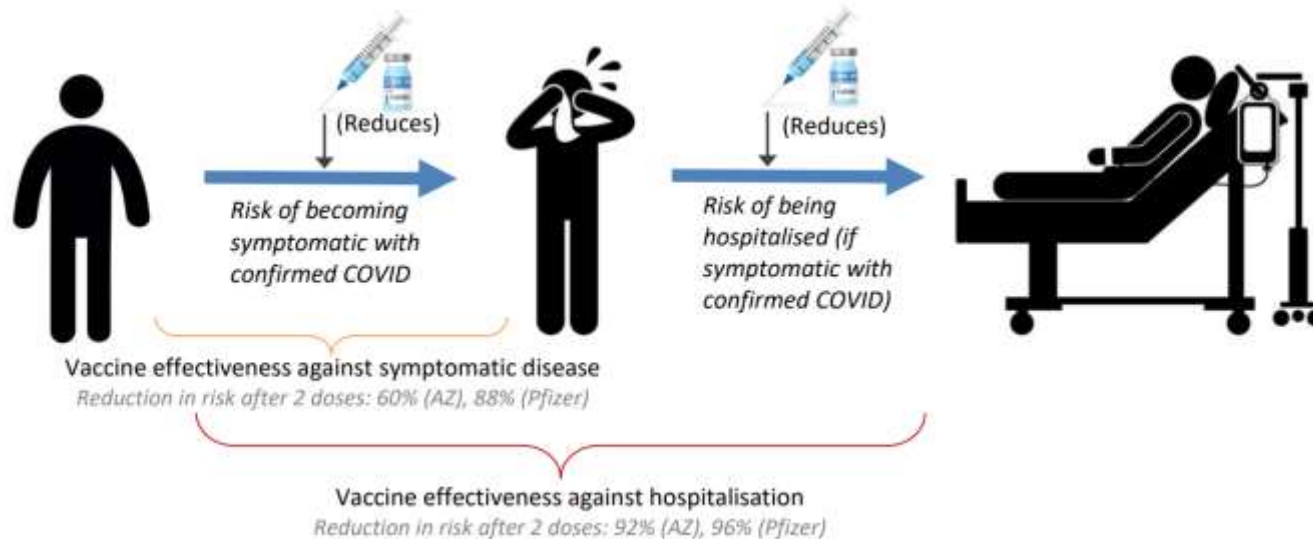 (Reduces)
(Reduces)
Risk of becoming
symptomatic with
confirmed COVID
Risk of being
hospitalised (if
symptomatic with
confirmed COVID)
Vaccine effectiveness against symptomatic disease
Reduction in risk after 2 doses: 60% (AZ), 88% (Pfizer)
Vaccine effectiveness against hospitalisation
Reduction in risk after 2 doses: 92% (AZ), 96% (Pfizer)